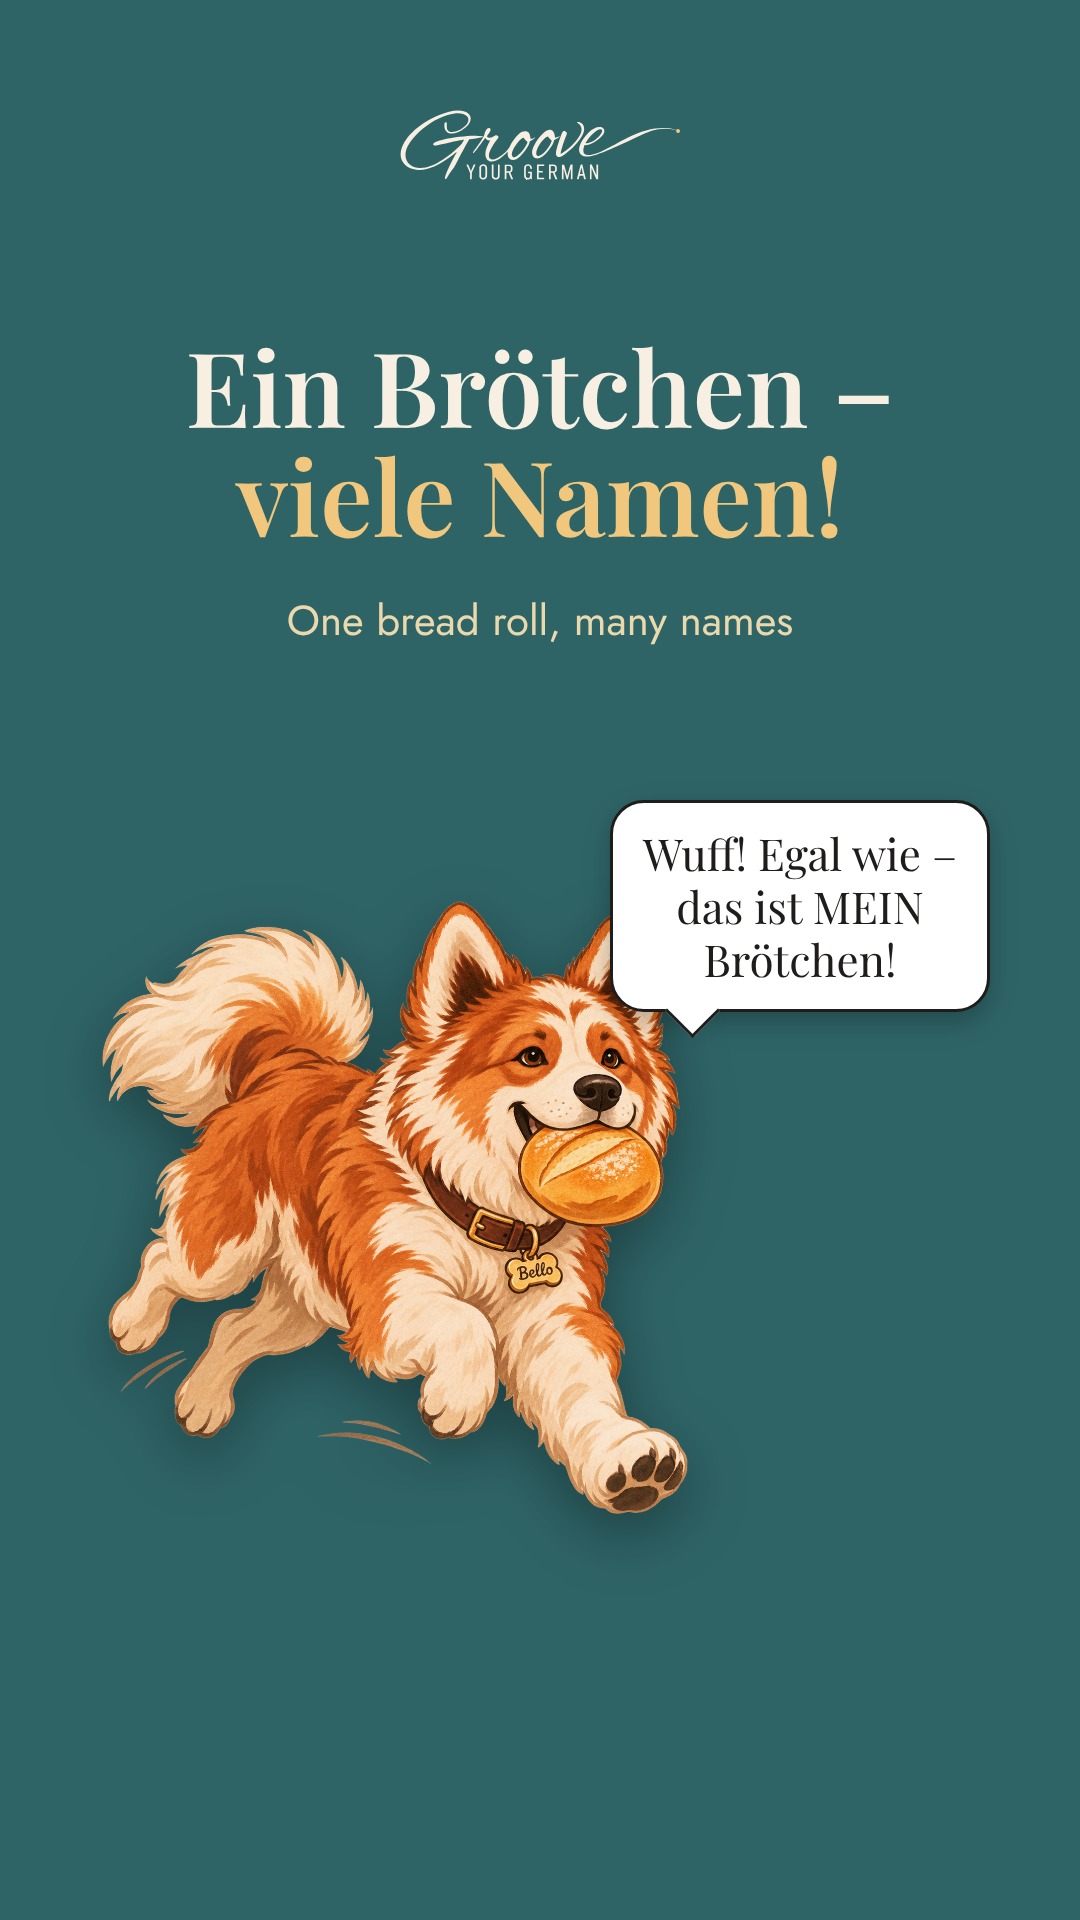 Groove
YOUR GERMAN
Ein Brötchen –
viele Namen!
One bread roll, many names
Wuff! Egal wie –
das ist MEIN
Brötchen!
Bello